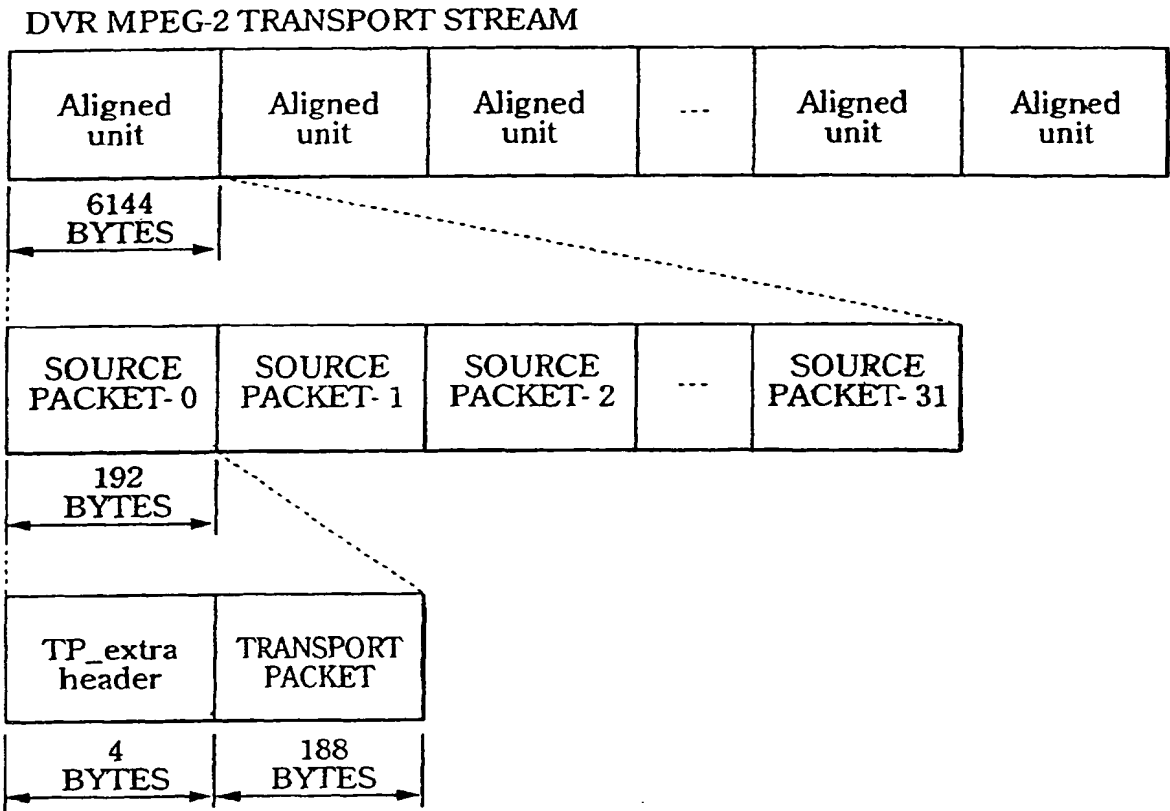 DVR MPEG-2 TRANSPORT STREAM
Aligned unit
Aligned unit
Aligned unit
---
Aligned unit
Aligned unit
6144 BYTES
SOURCE PACKET- 0
SOURCE PACKET- 1
SOURCE PACKET- 2
---
SOURCE PACKET- 31
192 BYTES
TP_extra header
TRANSPORT PACKET
4 BYTES
188 BYTES